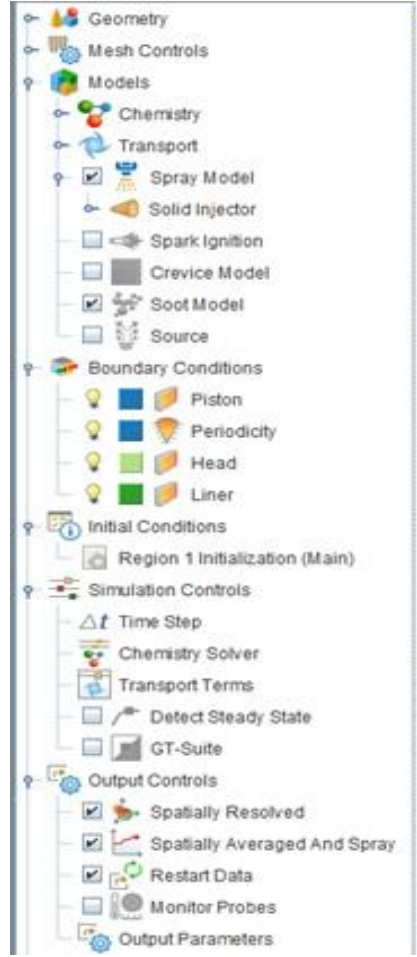 Geometry
Mesh Controls
Models
Chemistry
Transport
Spray Model
Solid Injector
Spark Ignition
Crevice Model
Soot Model
Source
Boundary Conditions
Piston
Periodicity
Head
Liner
Initial Conditions
Region 1 Initialization (Main)
Simulation Controls
Δt Time Step
Chemistry Solver
Transport Terms
Detect Steady State
GT-Suite
Output Controls
Spatially Resolved
Spatially Averaged And Spray
Restart Data
Monitor Probes
Output Parameters